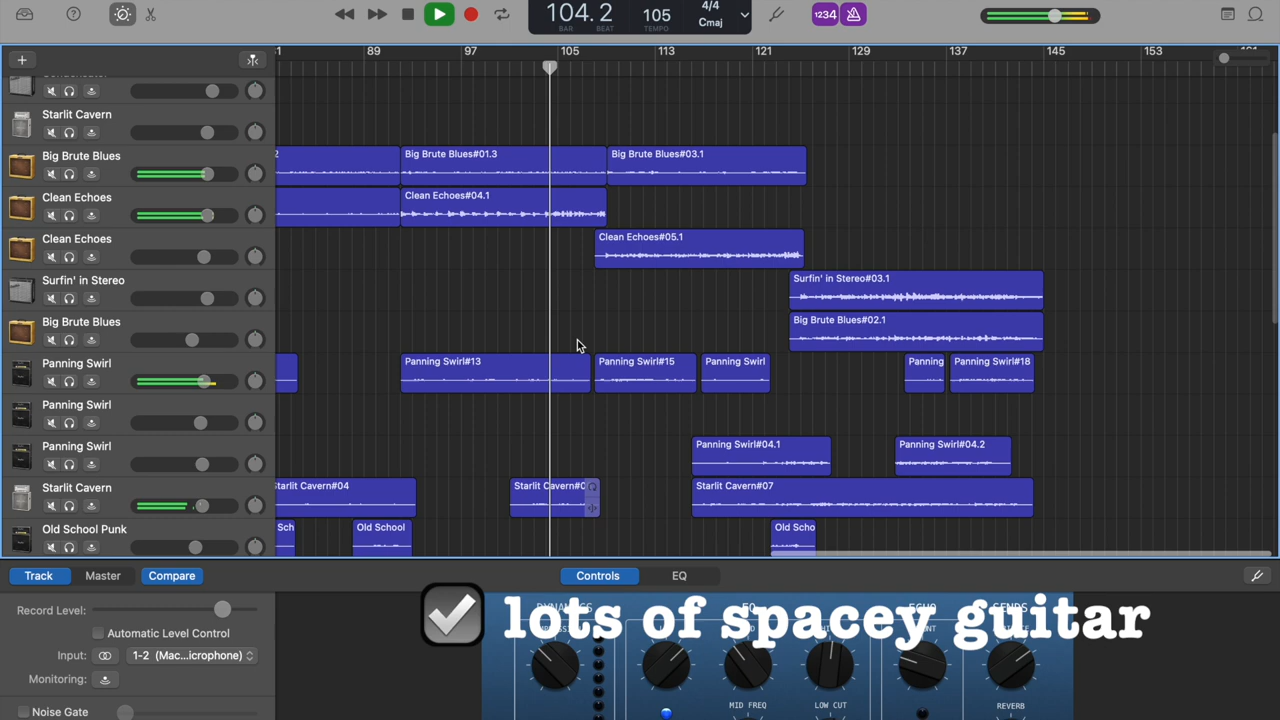 104.2
BAR
BEAT
105
TEMPO
4/4
Cmaj
1234
89
97
105
113
121
129
137
145
153
Starlit Cavern
Big Brute Blues
2
Big Brute Blues#01.3
Big Brute Blues#03.1
Clean Echoes
Clean Echoes#04.1
Clean Echoes
Clean Echoes#05.1
Surfin' in Stereo
Surfin' in Stereo#03.1
Big Brute Blues
Big Brute Blues#02.1
Panning Swirl
Panning Swirl#13
Panning Swirl#15
Panning Swirl
Panning
Panning Swirl#18
Panning Swirl
Panning Swirl
Panning Swirl#04.1
Panning Swirl#04.2
Starlit Cavern
Starlit Cavern#04
Starlit Cavern#0
Starlit Cavern#07
Old School Punk
Sch
Old School
Old Scho
Track
Master
Compare
Controls
EQ
Record Level:
Automatic Level Control
Input:
1-2 (Mac...icrophone)
Monitoring:
Noise Gate
lots of spacey guitar
SENDS
MID FREQ
LOW CUT
REVERB